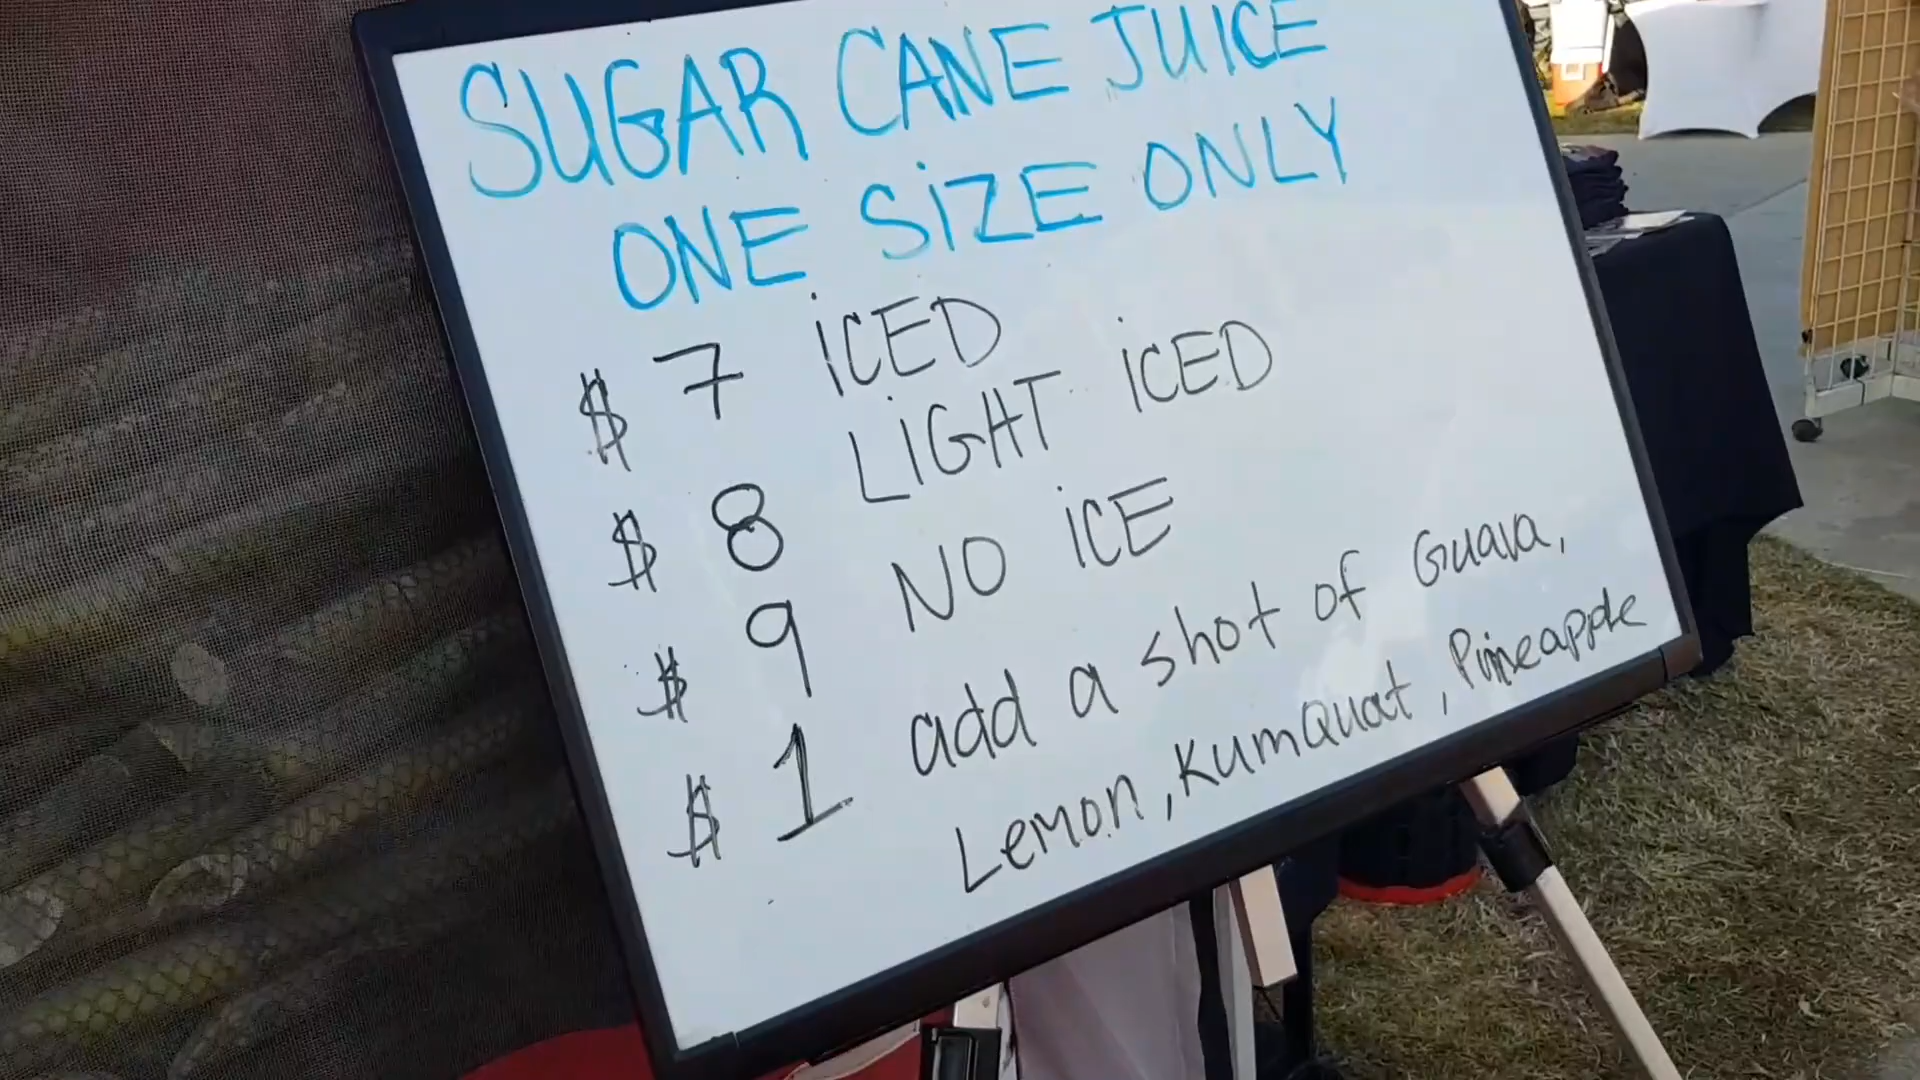 SUGAR CANE JUICE
ONE SiZE ONLY
$ 7 iCED
$ 8 LiGHT iCED
$ 9 NO iCE
$ 1 add a shot of Guava,
Lemon, KumQuat, Pineapple